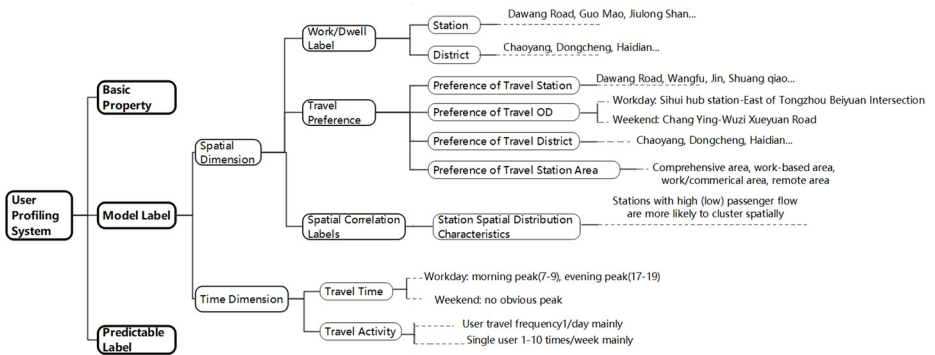 Dawang Road, Guo Mao, Jiulong Shan...
Station
Work/Dwell
Label
Chaoyang, Dongcheng, Haidian...
District
Basic
Property
Preference of Travel Station
Dawang Road, Wangfu, Jin, Shuang qiao...
Workday: Sihui hub station-East of Tongzhou Beiyuan Intersection
Travel
Preference
Preference of Travel OD
Weekend: Chang Ying-Wuzi Xueyuan Road
Spatial
Dimension
Preference of Travel District
Chaoyang, Dongcheng, Haidian...
Preference of Travel Station Area
Comprehensive area, work-based area,
work/commerical area, remote area
User
Profiling
System
Model Label
Stations with high (low) passenger flow
are more likely to cluster spatially
Spatial Correlation
Labels
Station Spatial Distribution
Characteristics
Workday: morning peak(7-9), evening peak(17-19)
Travel Time
Time Dimension
Weekend: no obvious peak
Predictable
Label
User travel frequency1/day mainly
Travel Activity
Single user 1-10 times/week mainly